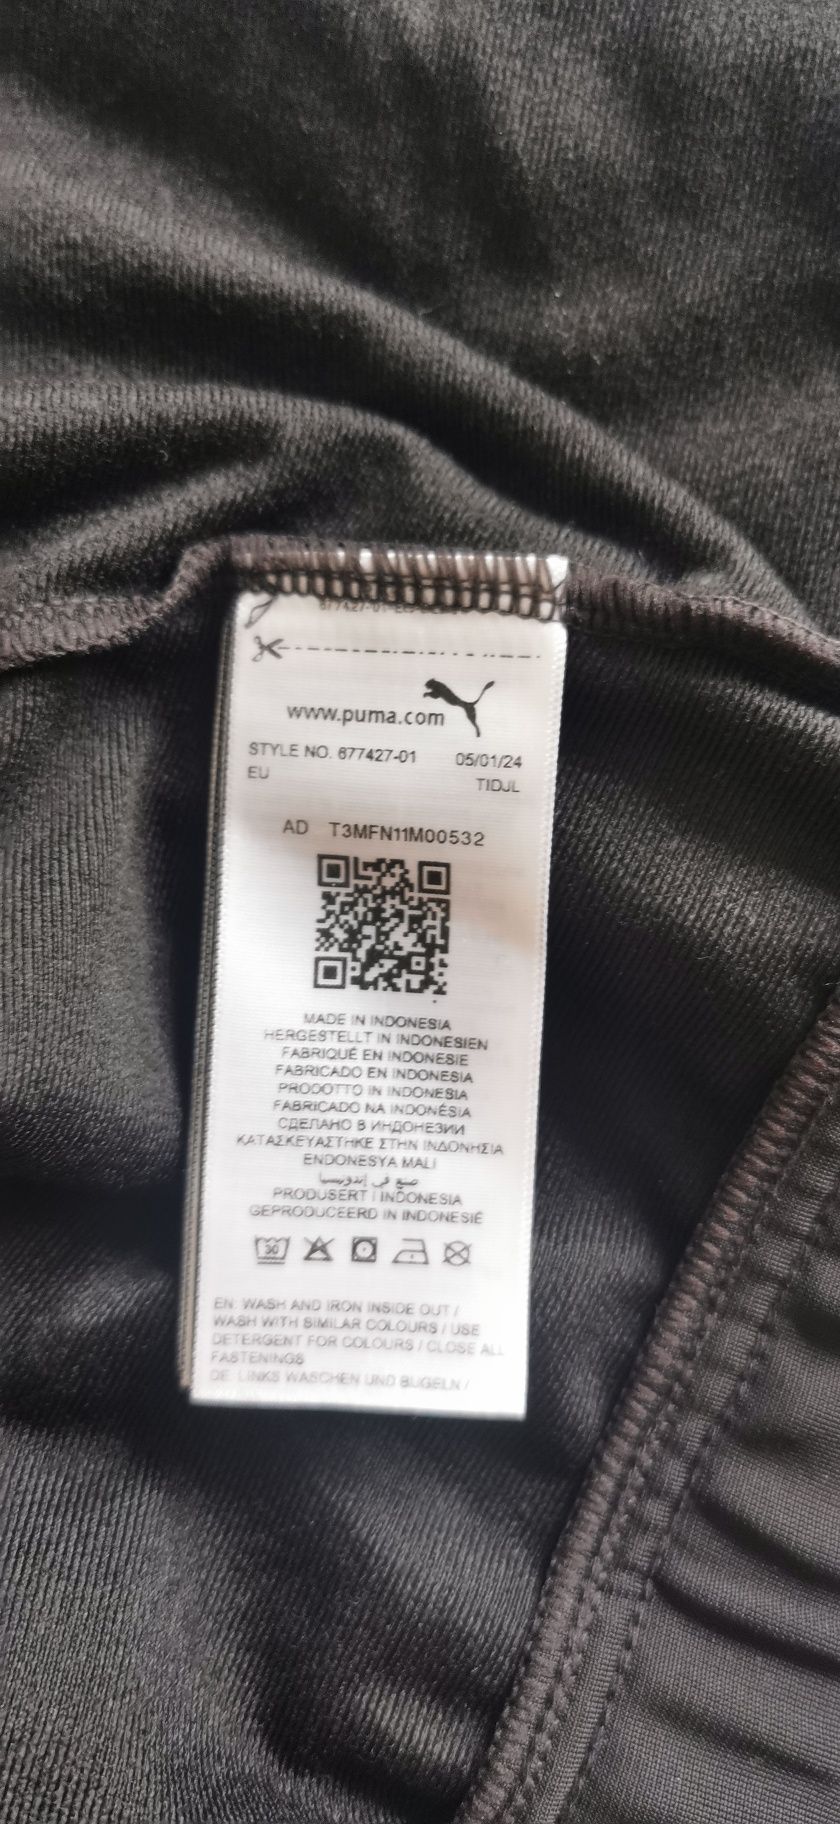 www.puma.com
STYLE NO. 677427-01 05/01/24
EU TIDJL
AD T3MFN11M00532
MADE IN INDONESIA
HERGESTELLT IN INDONESIEN
FABRIQUÉ EN INDONESIE
FABRICADO EN INDONESIA
PRODOTTO IN INDONESIA
FABRICADO NA INDONÉSIA
СДЕЛАНО В ИНДОНЕЗИИ
ΚΑΤΑΣΚΕΥΑΣΤΗΚΕ ΣΤΗΝ ΙΝΔΟΝΗΣΙΑ
ENDONESYA MALI
صنع في إندونيسيا
PRODUSERT I INDONESIA
GEPRODUCEERD IN INDONESIË
30
EN: WASH AND IRON INSIDE OUT /
WASH WITH SIMILAR COLOURS / USE
DETERGENT FOR COLOURS / CLOSE ALL
FASTENINGS
DE: LINKS WASCHEN UND BUGELN /